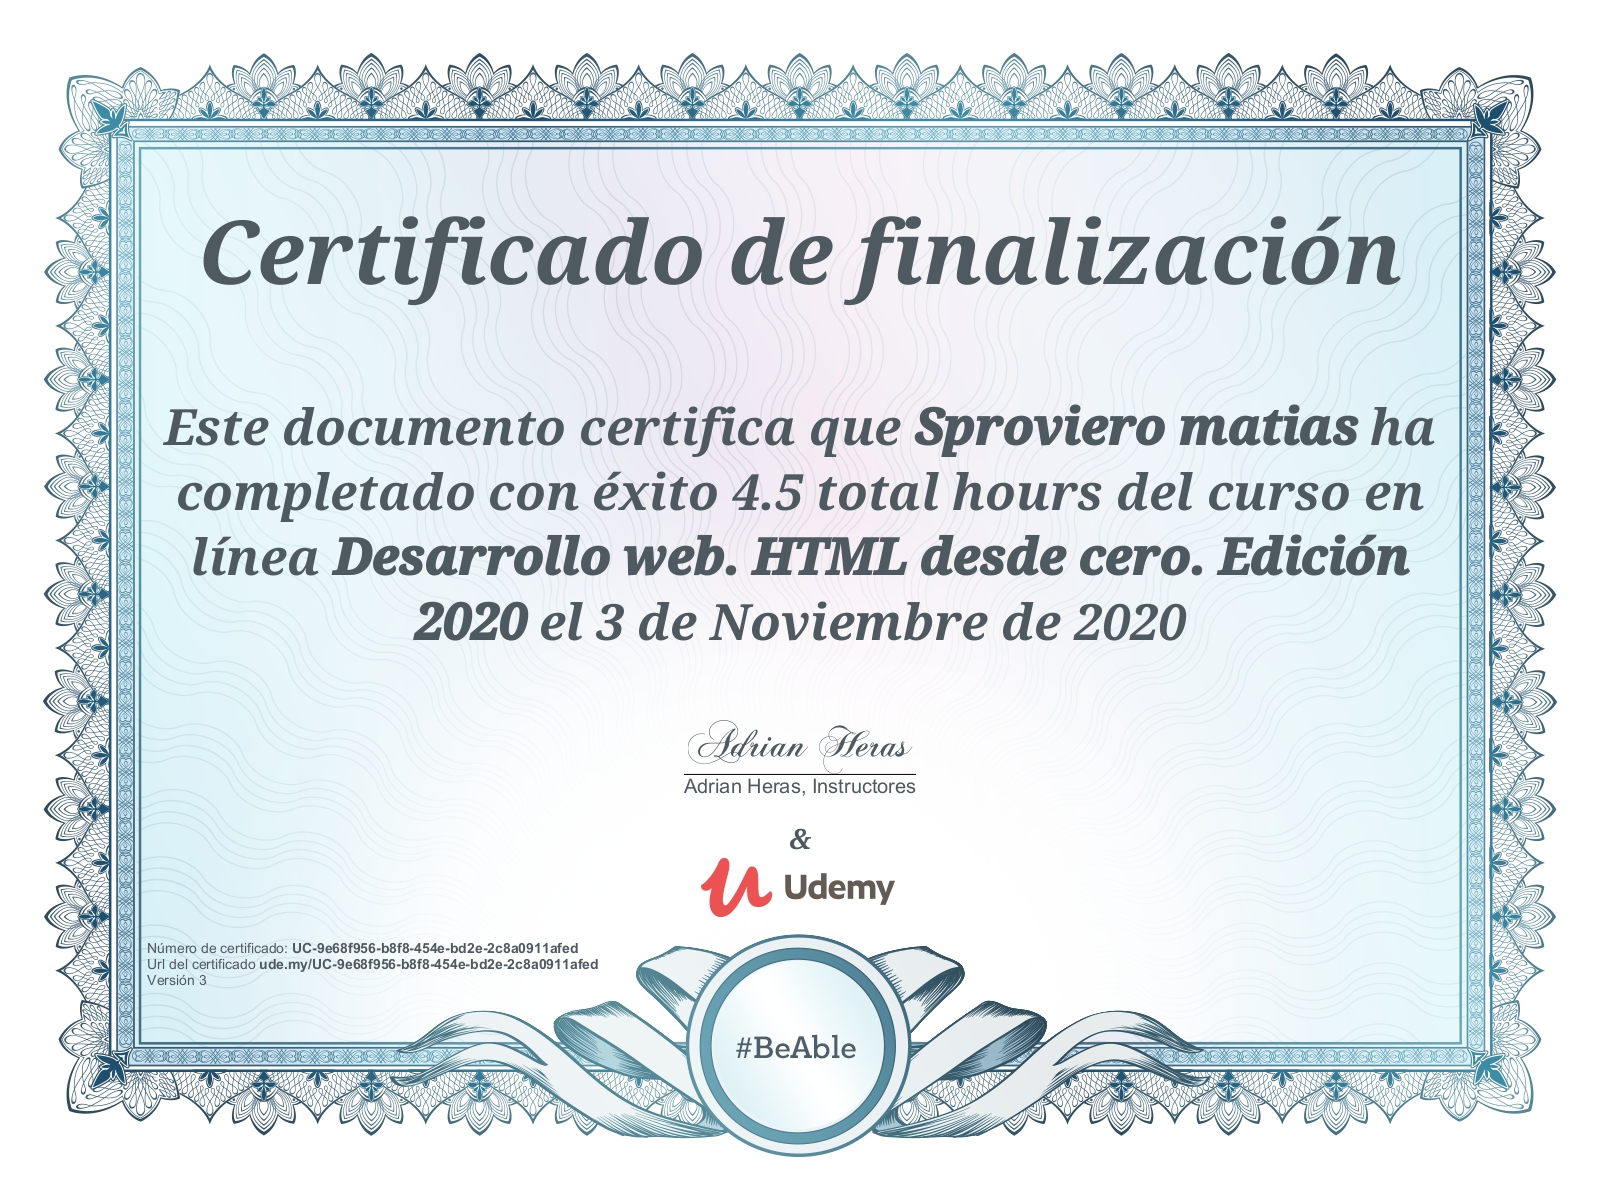 Certificado de finalización
Este documento certifica que Sproviero matias ha
completado con éxito 4.5 total hours del curso en
línea Desarrollo web. HTML desde cero. Edición
2020 el 3 de Noviembre de 2020
Adrian Heras
Adrian Heras, Instructores
&
Udemy
Número de certificado: UC-9e68f956-b8f8-454e-bd2e-2c8a0911afed
Url del certificado ude.my/UC-9e68f956-b8f8-454e-bd2e-2c8a0911afed
Versión 3
#BeAble